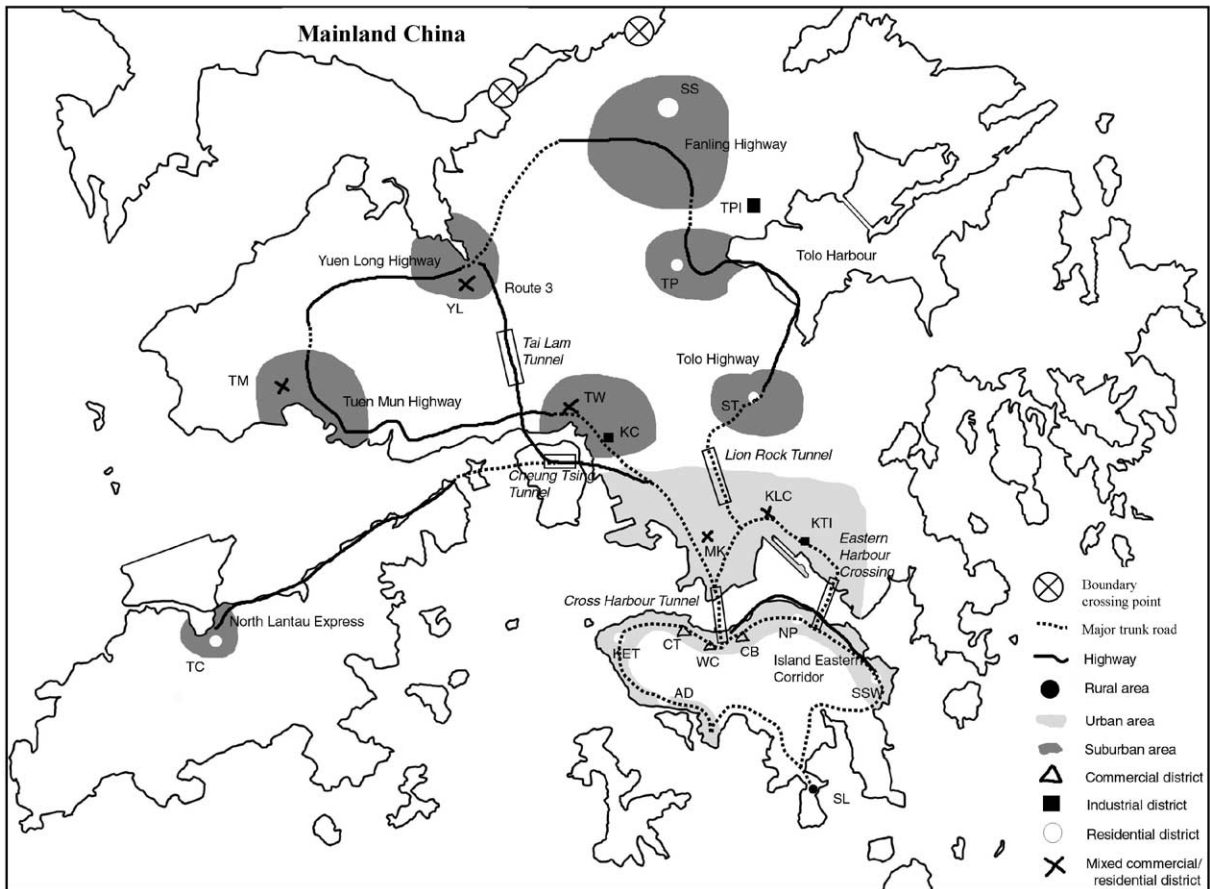 Mainland China
SS
Fanling Highway
TPI
Tolo Harbour
Yuen Long Highway
TP
Route 3
YL
Tai Lam
Tunnel
Tolo Highway
TM
TW
ST
Tuen Mun Highway
KC
Lion Rock Tunnel
Cheung Tsing
Tunnel
KLC
KTI
MK
Eastern
Harbour
Crossing
Cross Harbour Tunnel
North Lantau Express
TC
CT
WC
CB
NP
KET
Island Eastern
Corridor
SSW
AD
SL
Boundary
crossing point
Major trunk road
Highway
Rural area
Urban area
Suburban area
Commercial district
Industrial district
Residential district
Mixed commercial/
residential district